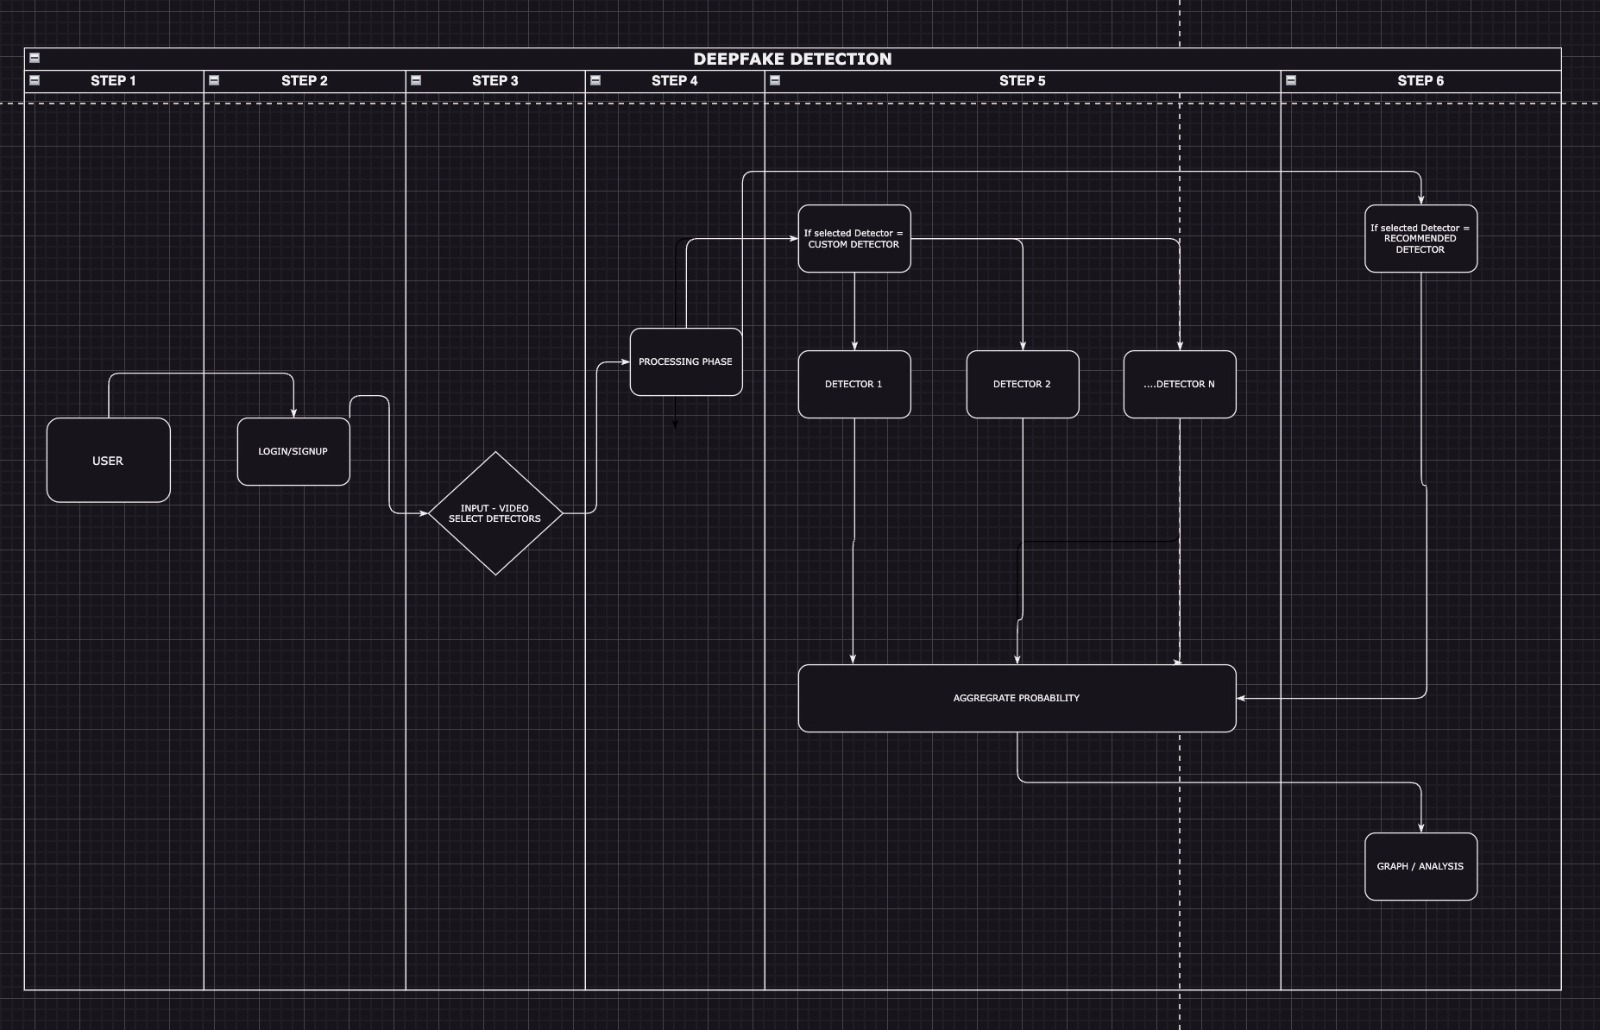 DEEPFAKE DETECTION
STEP 1
STEP 2
STEP 3
STEP 4
STEP 5
STEP 6
USER
LOGIN/SIGNUP
INPUT - VIDEO
SELECT DETECTORS
PROCESSING PHASE
If selected Detector =
CUSTOM DETECTOR
DETECTOR 1
DETECTOR 2
....DETECTOR N
If selected Detector =
RECOMMENDED
DETECTOR
AGGREGRATE PROBABILITY
GRAPH / ANALYSIS